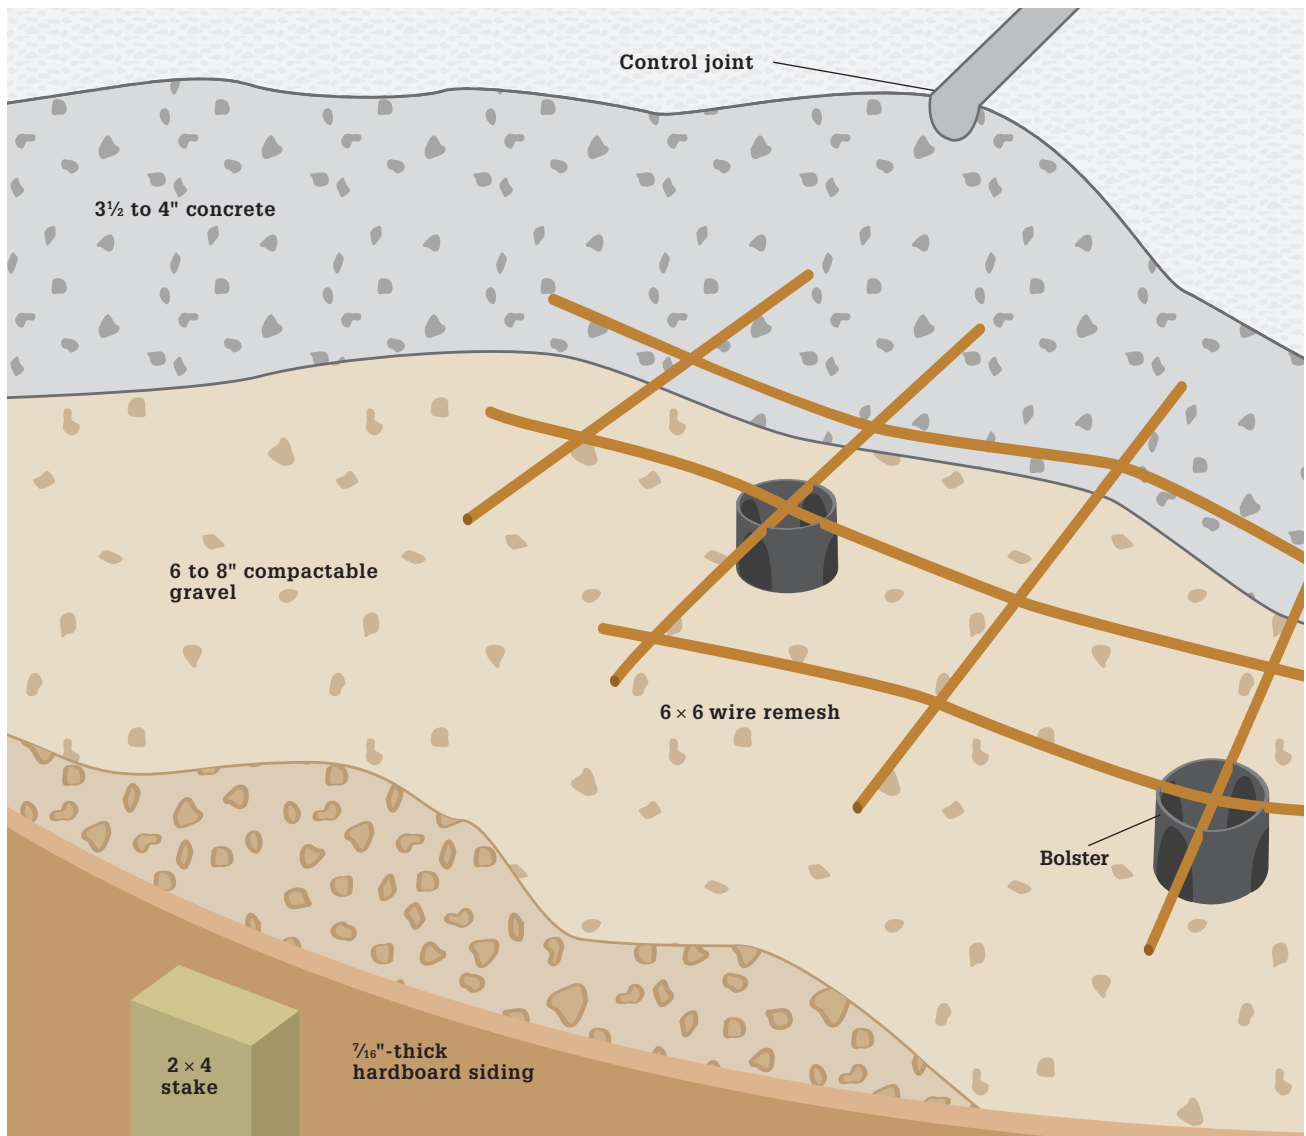 Control joint
3½ to 4" concrete
6 to 8" compactable
gravel
6 × 6 wire remesh
Bolster
2 × 4
stake
⁷⁄₁₆"-thick
hardboard siding